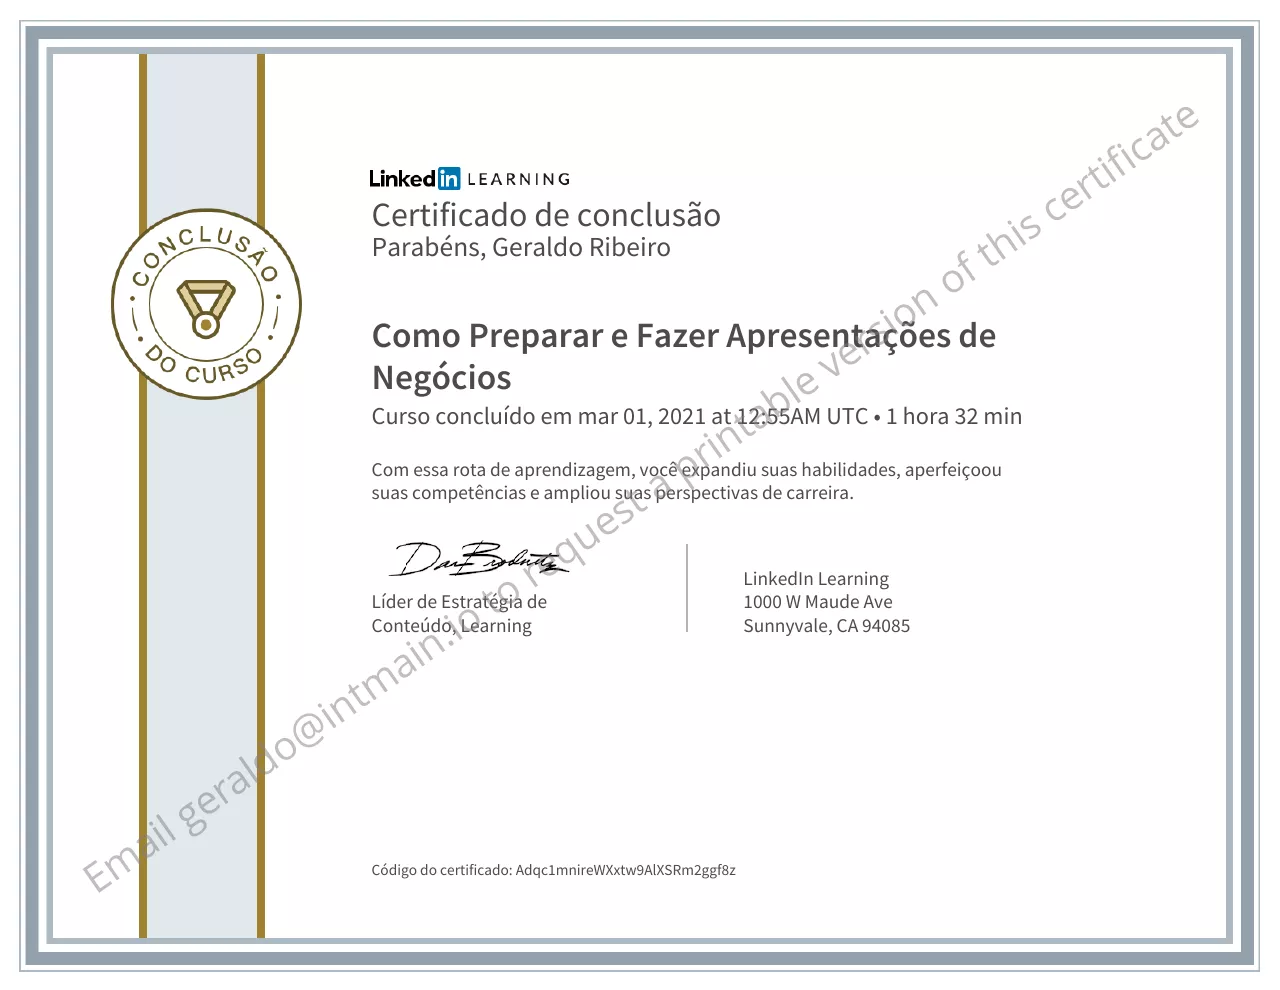 LinkedIn LEARNING
Certificado de conclusão
Parabéns, Geraldo Ribeiro
CONCLUSÃO
DO CURSO
Como Preparar e Fazer Apresentações de
Negócios
Curso concluído em mar 01, 2021 at 12:55AM UTC • 1 hora 32 min
Com essa rota de aprendizagem, você expandiu suas habilidades, aperfeiçoou
suas competências e ampliou suas perspectivas de carreira.
Líder de Estratégia de
Conteúdo, Learning
LinkedIn Learning
1000 W Maude Ave
Sunnyvale, CA 94085
Código do certificado: Adqc1mnireWXxtw9AlXSRm2ggf8z
Email geraldo@intmain.io to request a printable version of this certificate